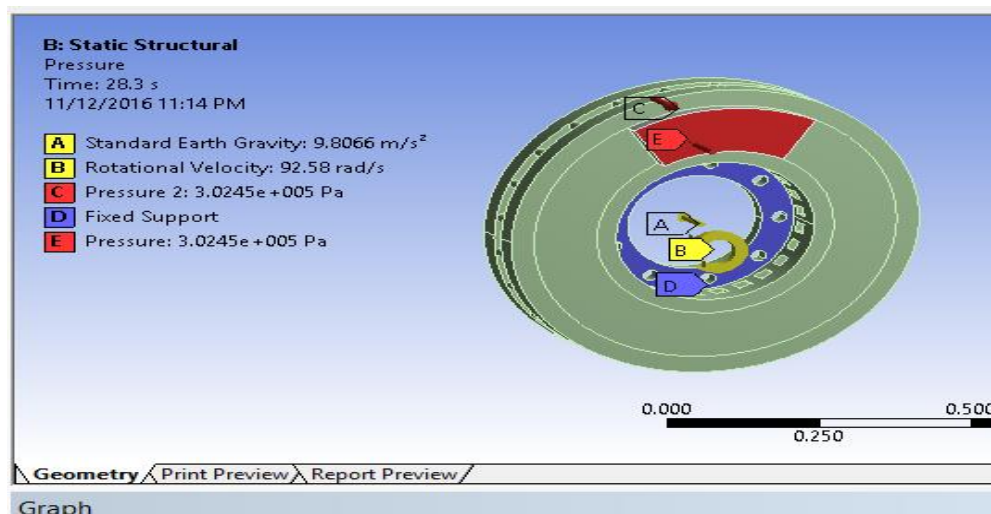 B: Static Structural
Pressure
Time: 28.3 s
11/12/2016 11:14 PM
A Standard Earth Gravity: 9.8066 m/s²
B Rotational Velocity: 92.58 rad/s
C Pressure 2: 3.0245e+005 Pa
D Fixed Support
E Pressure: 3.0245e+005 Pa
C
E
A
B
D
0.000 0.500
0.250
Geometry Print Preview Report Preview
Graph